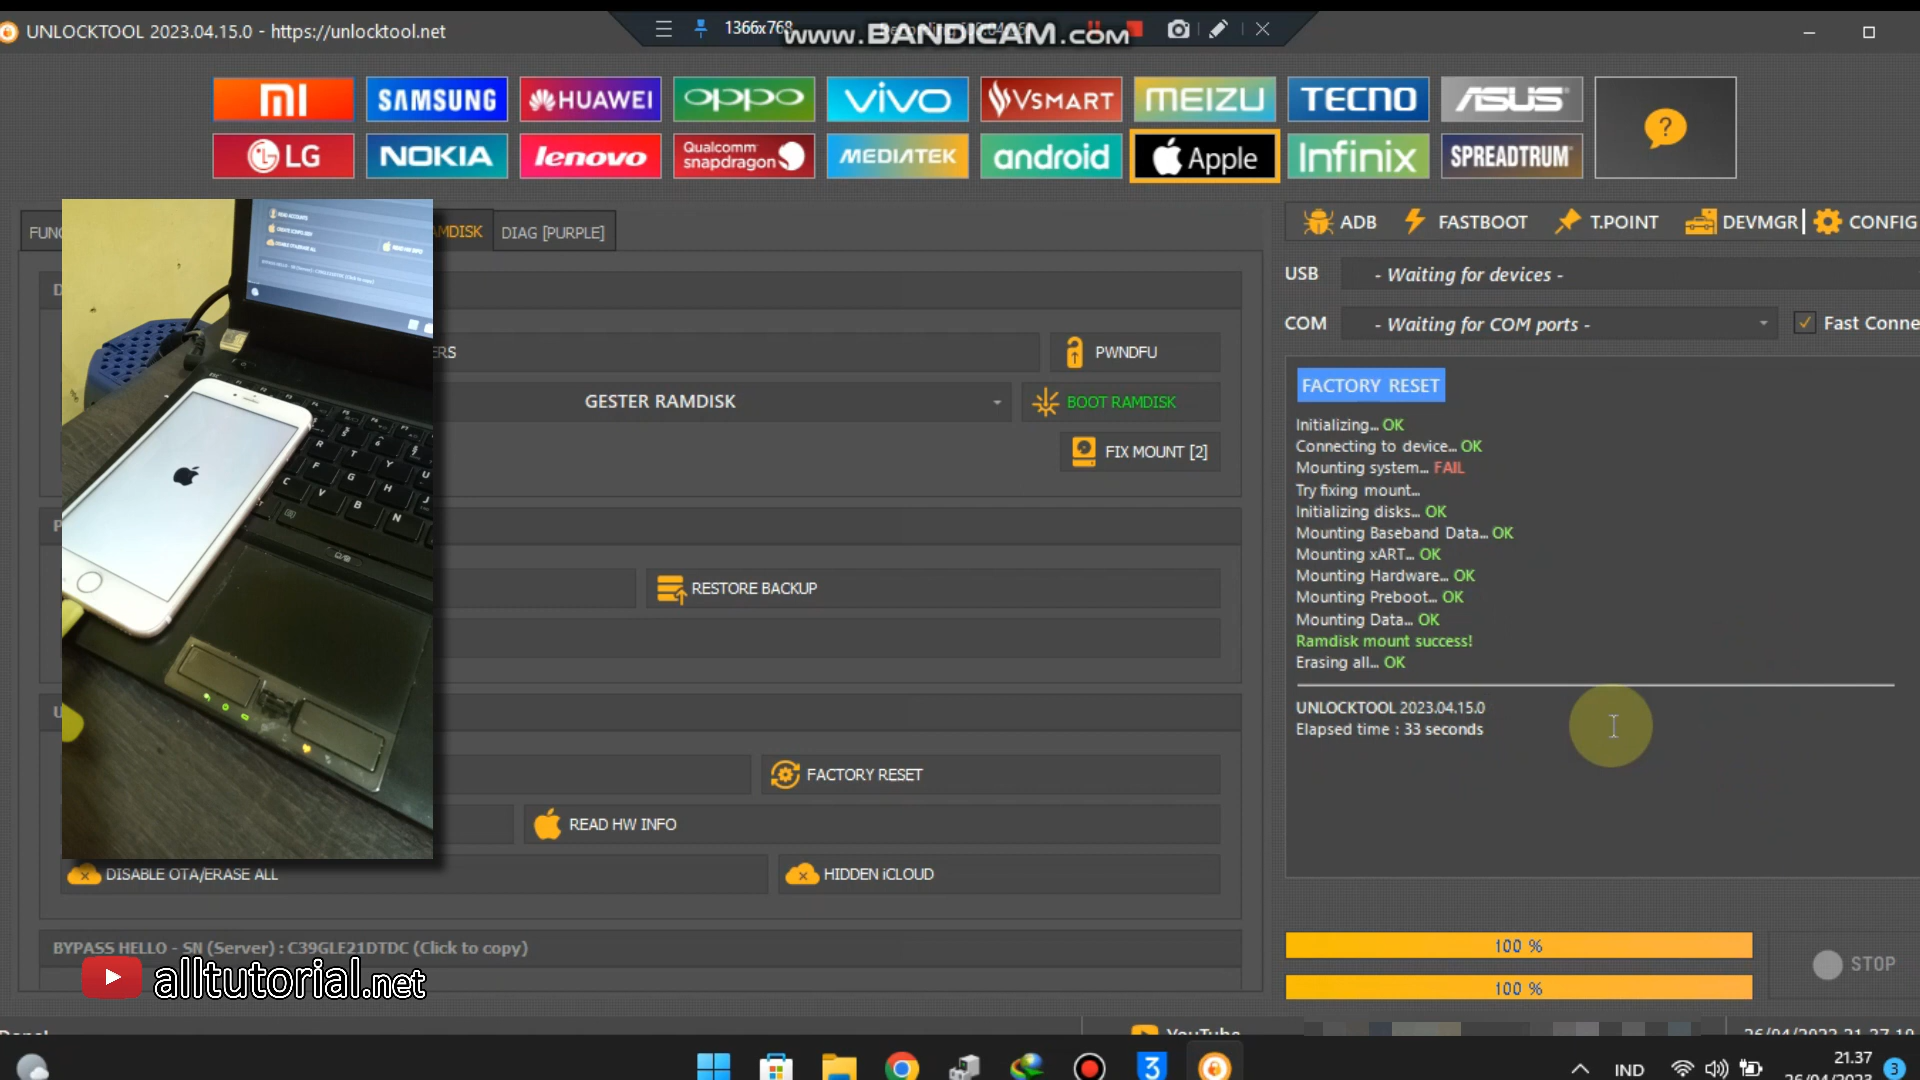 UNLOCKTOOL 2023.04.15.0 - https://unlocktool.net
1366x768
www.BANDICAM.com
MI
SAMSUNG
HUAWEI
oppo
vivo
VSMART
MEIZU
TECNO
ASUS
?
LG
NOKIA
lenovo
Qualcomm
snapdragon
MEDIATEK
android
Apple
Infinix
SPREADTRUM
DIAG [PURPLE]
ADB
FASTBOOT
T.POINT
DEVMGR
CONFIG
USB
- Waiting for devices -
COM
- Waiting for COM ports -
Fast Conne
PWNDFU
GESTER RAMDISK
BOOT RAMDISK
FIX MOUNT [2]
RESTORE BACKUP
FACTORY RESET
READ HW INFO
DISABLE OTA/ERASE ALL
HIDDEN iCLOUD
BYPASS HELLO - SN (Server) : C39GLE21DTDC (Click to copy)
FACTORY RESET
Initializing... OK
Connecting to device... OK
Mounting system... FAIL
Try fixing mount...
Initializing disks... OK
Mounting Baseband Data... OK
Mounting xART... OK
Mounting Hardware... OK
Mounting Preboot... OK
Mounting Data... OK
Ramdisk mount success!
Erasing all... OK
UNLOCKTOOL 2023.04.15.0
Elapsed time : 33 seconds
100 %
100 %
STOP
alltutorial.net
YouTube
IND
21.37
26/04/2023
3